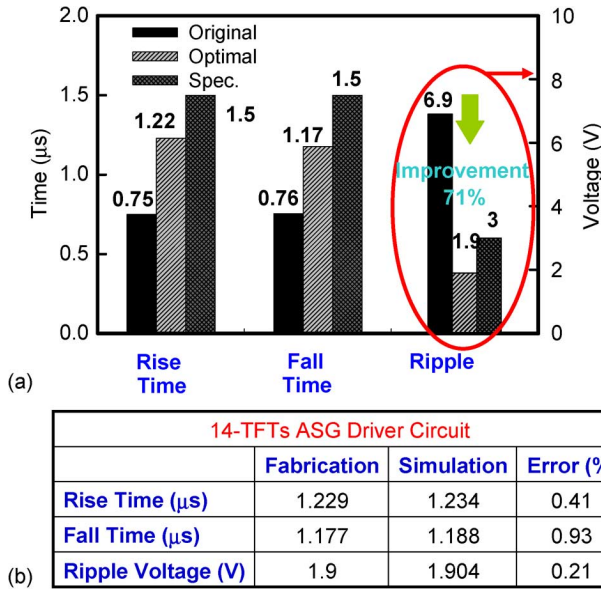 2.0
1.5
1.0
0.5
0.0
Time (μs)
Original
Optimal
Spec.
0.75
1.22
1.5
0.76
1.17
1.5
6.9
Improvement
71%
1.9
3
10
8
6
4
2
0
Voltage (V)
Rise
Time
Fall
Time
Ripple
(a)
14-TFTs ASG Driver Circuit
Fabrication Simulation Error (%
Rise Time (μs) 1.229 1.234 0.41
Fall Time (μs) 1.177 1.188 0.93
Ripple Voltage (V) 1.9 1.904 0.21
(b)